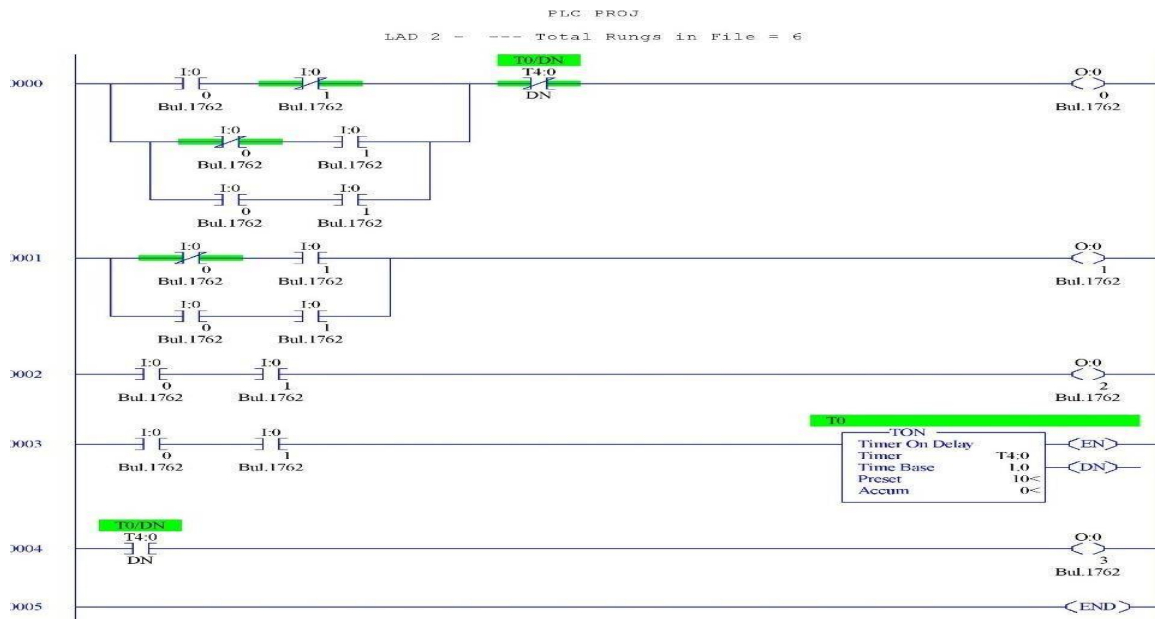 PLC PROJ
LAD 2 - --- Total Rungs in File = 6
T0/DN
I:0 I:0 T4:0 O:0
0000
0 1 DN 0
Bul.1762 Bul.1762 Bul.1762
I:0 I:0
0 1
Bul.1762 Bul.1762
I:0 I:0
0 1
Bul.1762 Bul.1762
I:0 I:0 O:0
0001
0 1 1
Bul.1762 Bul.1762 Bul.1762
I:0 I:0
0 1
Bul.1762 Bul.1762
I:0 I:0 O:0
0002
0 1 2
Bul.1762 Bul.1762 Bul.1762
T0
I:0 I:0 TON
0003 Timer On Delay EN
0 1 Timer T4:0
Bul.1762 Bul.1762 Time Base 1.0 DN
Preset 10<
Accum 0<
T0/DN
T4:0 O:0
0004
DN 3
Bul.1762
0005 END